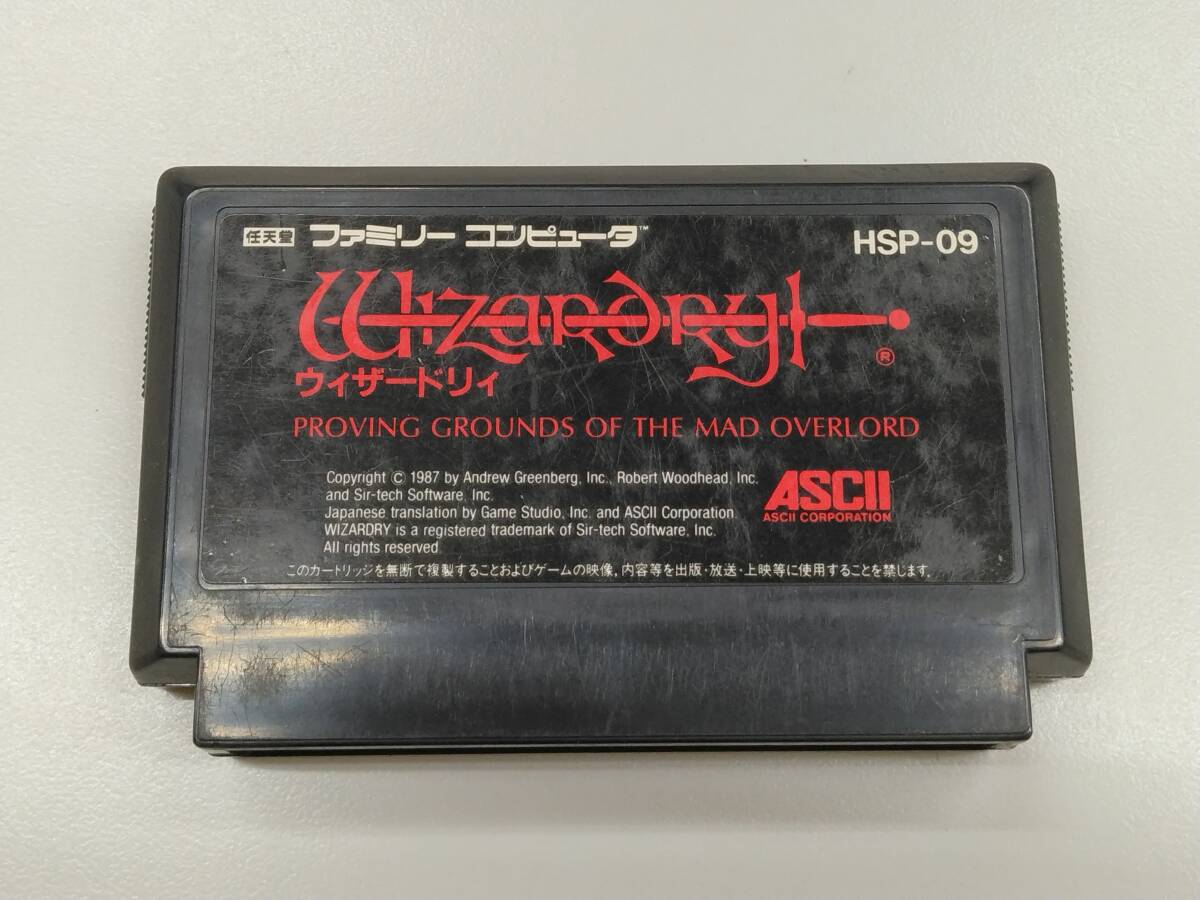 任天堂 ファミリー コンピュータ™ HSP-09
Wizardry®
ウィザードリィ
PROVING GROUNDS OF THE MAD OVERLORD
Copyright © 1987 by Andrew Greenberg, Inc., Robert Woodhead, Inc.
and Sir-tech Software, Inc.
Japanese translation by Game Studio, Inc. and ASCII Corporation.
WIZARDRY is a registered trademark of Sir-tech Software, Inc.
All rights reserved
ASCII
ASCII CORPORATION
このカートリッジを無断で複製することおよびゲームの映像，内容等を出版・放送・上映等に使用することを禁じます．